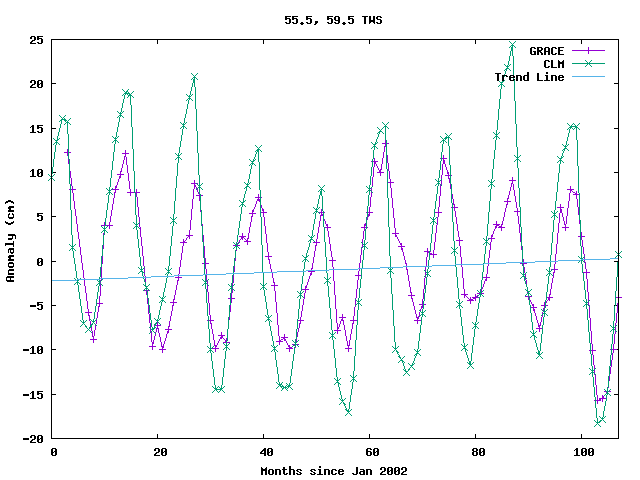 55.5, 59.5 TWS
GRACE
CLM
Trend Line
25
20
15
10
5
0
-5
-10
-15
-20
Anomaly (cm)
0 20 40 60 80 100
Months since Jan 2002